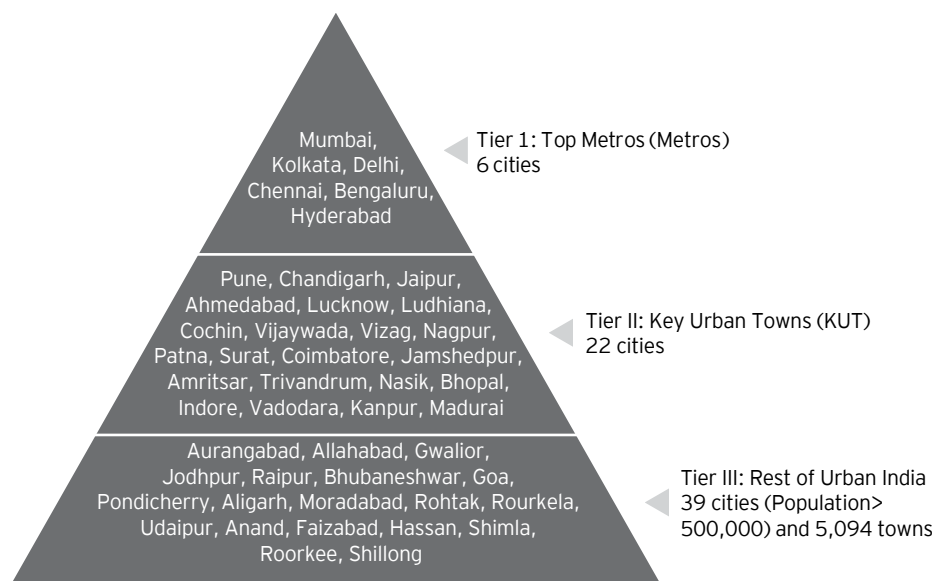 Mumbai,
Kolkata, Delhi,
Chennai, Bengaluru,
Hyderabad
Tier 1: Top Metros (Metros)
6 cities
Pune, Chandigarh, Jaipur,
Ahmedabad, Lucknow, Ludhiana,
Cochin, Vijaywada, Vizag, Nagpur,
Patna, Surat, Coimbatore, Jamshedpur,
Amritsar, Trivandrum, Nasik, Bhopal,
Indore, Vadodara, Kanpur, Madurai
Tier II: Key Urban Towns (KUT)
22 cities
Aurangabad, Allahabad, Gwalior,
Jodhpur, Raipur, Bhubaneshwar, Goa,
Pondicherry, Aligarh, Moradabad, Rohtak, Rourkela,
Udaipur, Anand, Faizabad, Hassan, Shimla,
Roorkee, Shillong
Tier III: Rest of Urban India
39 cities (Population>
500,000) and 5,094 towns